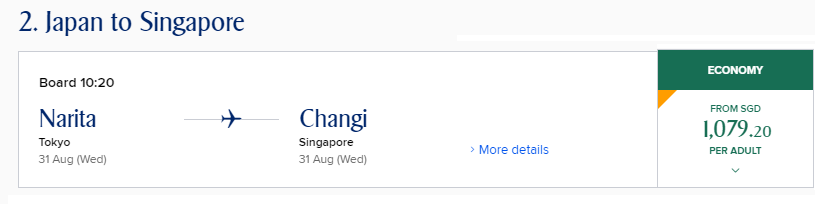 2. Japan to Singapore
Board 10:20
ECONOMY
Narita
Changi
FROM SGD
1,079.20
Tokyo
Singapore
PER ADULT
31 Aug (Wed)
31 Aug (Wed)
More details